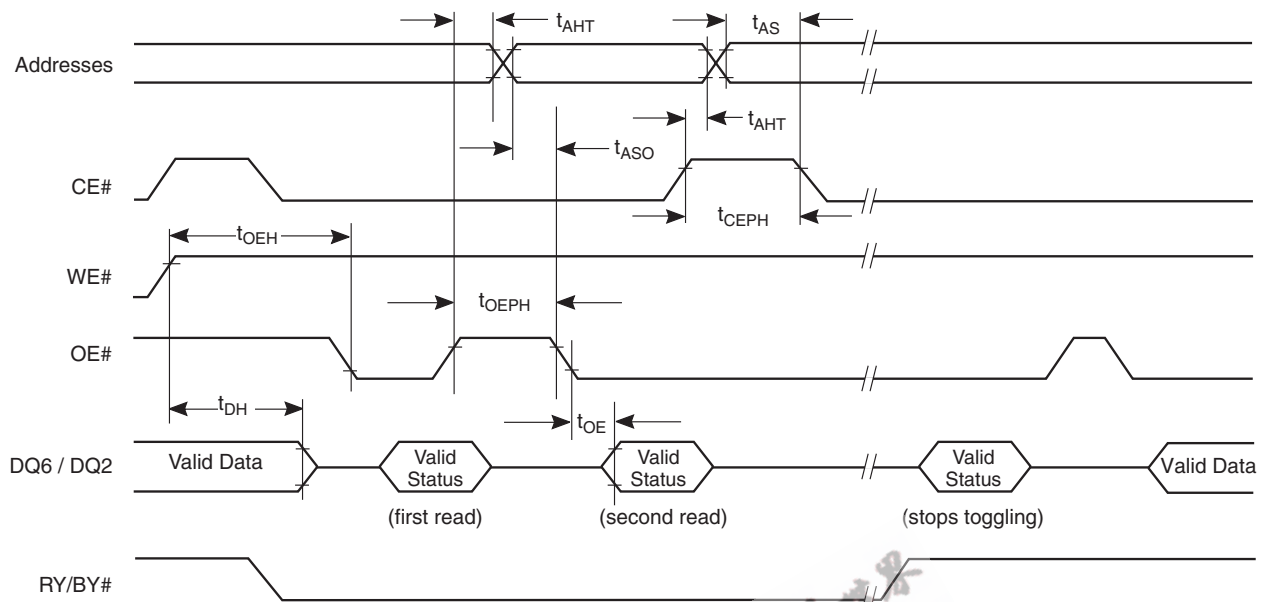 tAHT
tAS
Addresses
tAHT
tASO
CE#
tCEPH
tOEH
WE#
tOEPH
OE#
tDH
tOE
DQ6 / DQ2
Valid Data
Valid
Status
Valid
Status
Valid
Status
Valid Data
(first read)
(second read)
(stops toggling)
RY/BY#